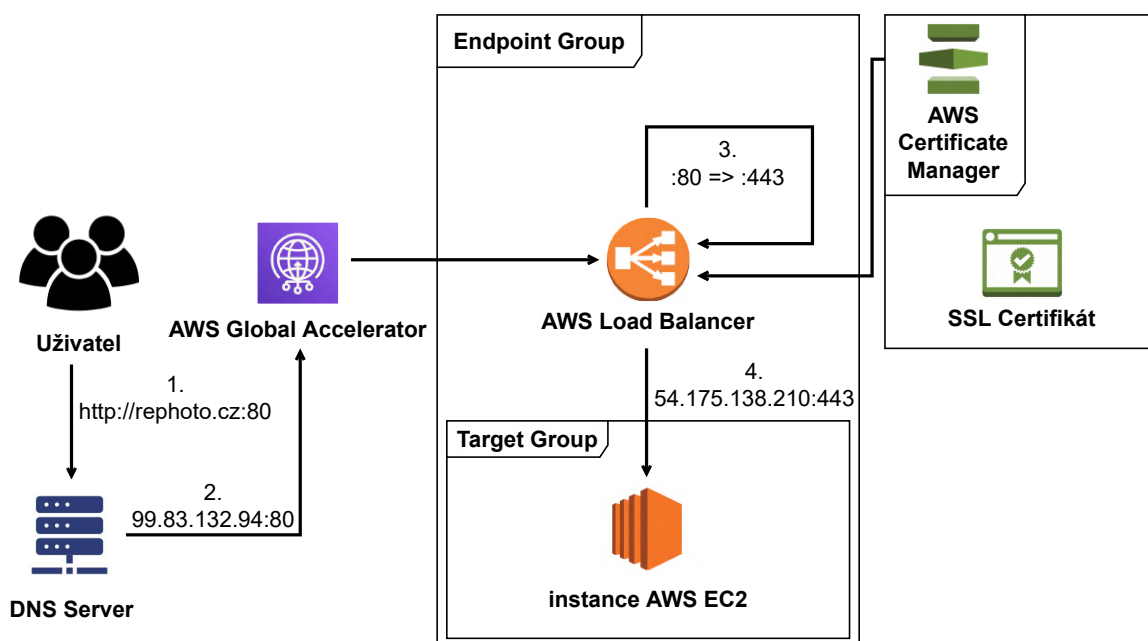 Endpoint Group
AWS
Certificate
Manager
3.
:80 => :443
SSL Certifikát
Uživatel
AWS Global Accelerator
AWS Load Balancer
1.
http://rephoto.cz:80
4.
54.175.138.210:443
Target Group
2.
99.83.132.94:80
DNS Server
instance AWS EC2